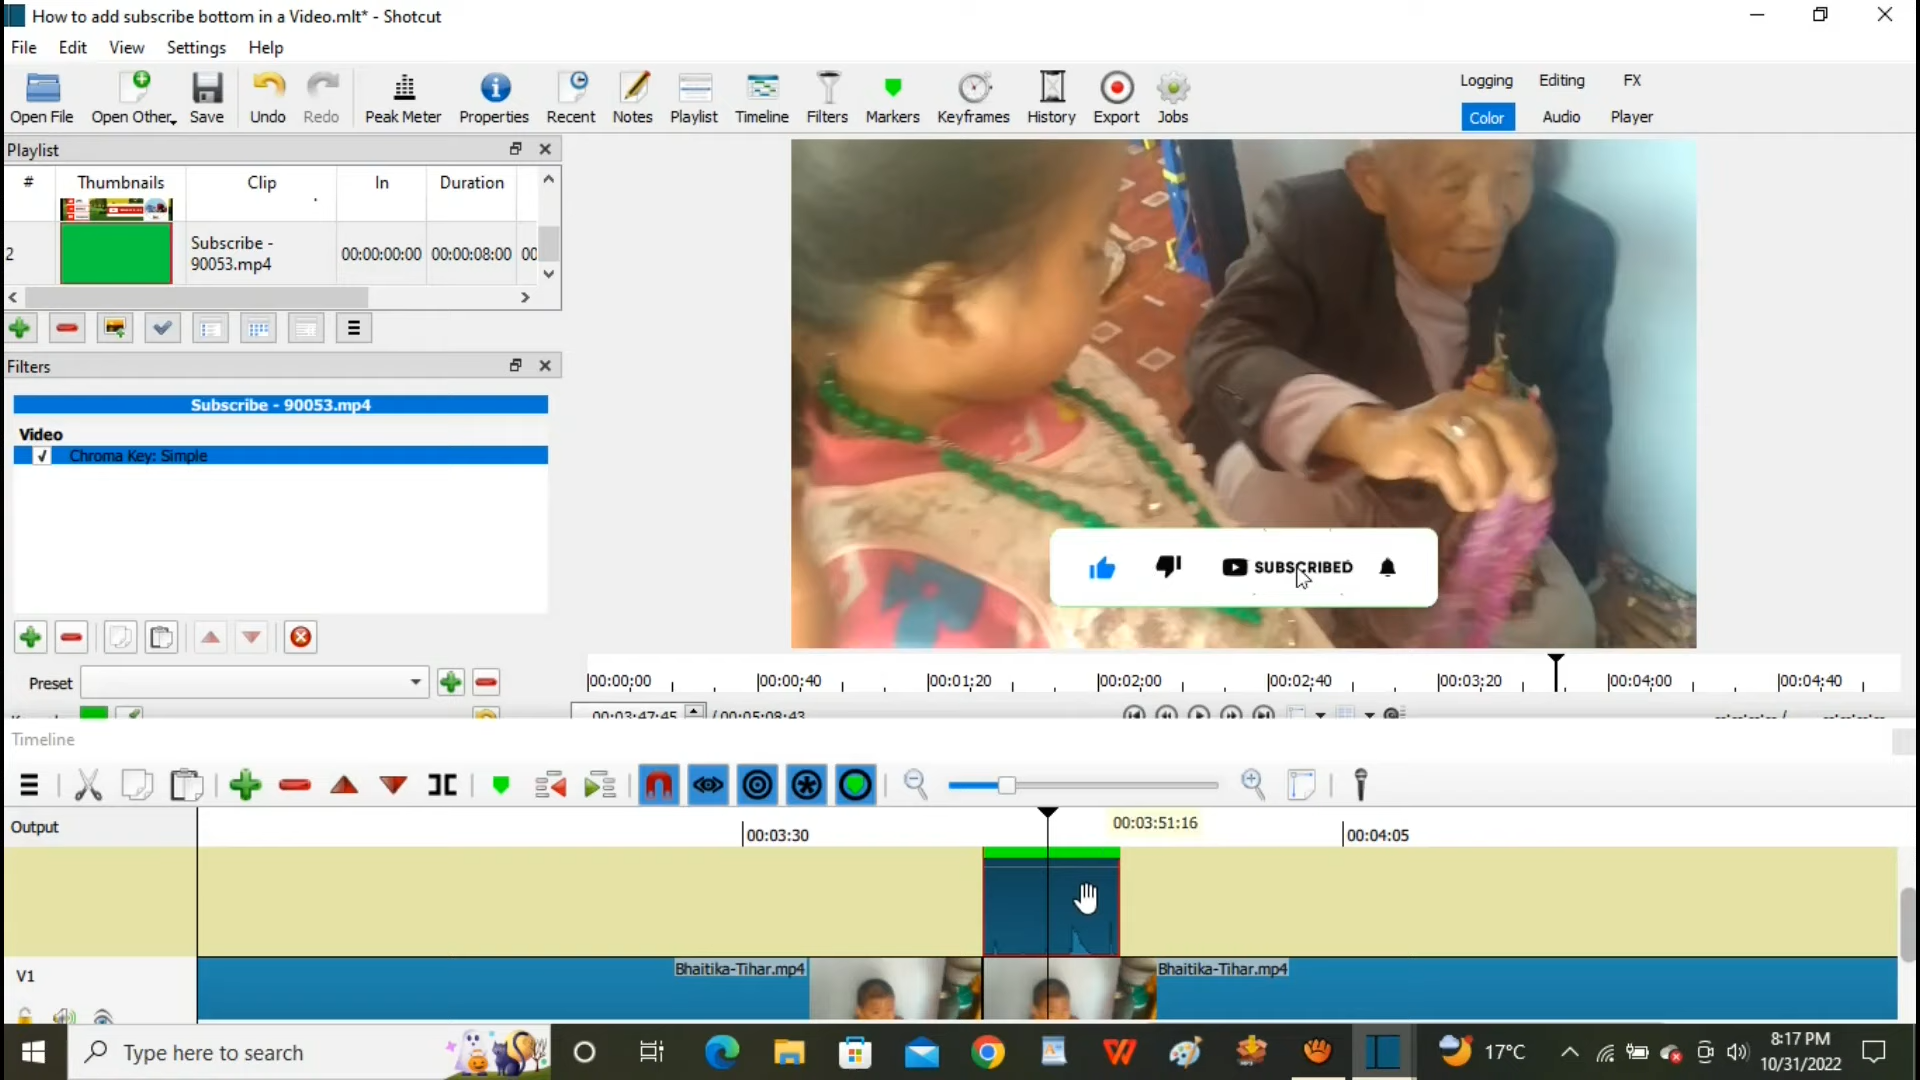 How to add subscribe bottom in a Video.mlt* - Shotcut
File Edit View Settings Help
Open File Open Other Save Undo Redo Peak Meter Properties Recent Notes Playlist Timeline Filters Markers Keyframes History Export Jobs
Logging Editing FX
Color Audio Player
Playlist
# Thumbnails Clip In Duration
2 Subscribe - 90053.mp4 00:00:00:00 00:00:08:00 00
Filters
Subscribe - 90053.mp4
Video
Chroma Key: Simple
SUBSCRIBED
Preset
00:00:00 00:00:40 00:01:20 00:02:00 00:02:40 00:03:20 00:04:00 00:04:40
00:03:47:45 / 00:05:08:43
--:--:--:-- / --:--:--:--
Timeline
Output
00:03:30
00:03:51:16
00:04:05
V1
Bhaitika-Tihar.mp4
Bhaitika-Tihar.mp4
Type here to search
17°C
8:17 PM
10/31/2022